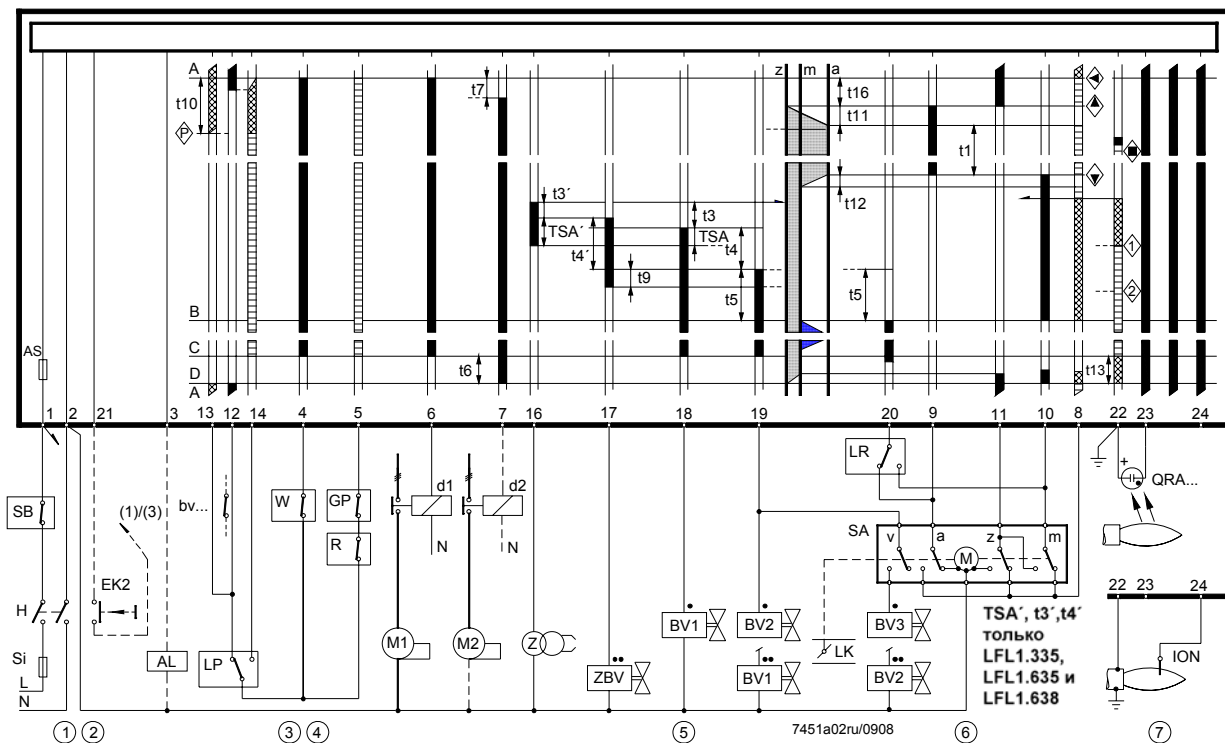 A
z
m
a
t7
t16
t10
t11
P
t1
t12
t3´
t3
TSA´
TSA
t4
t4´
t9
1
2
t5
t5
B
C
AS
t6
D
t13
A
1 2 21 3 13 12 14 4 5 6 7 16 17 18 19 20 9 11 10 8 22 23 24
LR
+
QRA...
SB
(1)/(3)
bv...
W
GP
d1
d2
R
N
N
SA
v
a
z
m
M
EK2
H
22 23 24
BV1
BV2
BV3
TSA´, t3´,t4´
только
LFL1.335,
LFL1.635 и
LFL1.638
M1
M2
Z
LK
Si
AL
LP
ZBV
BV1
BV2
ION
L
N
1 2 3 4 5 7451a02ru/0908 6 7